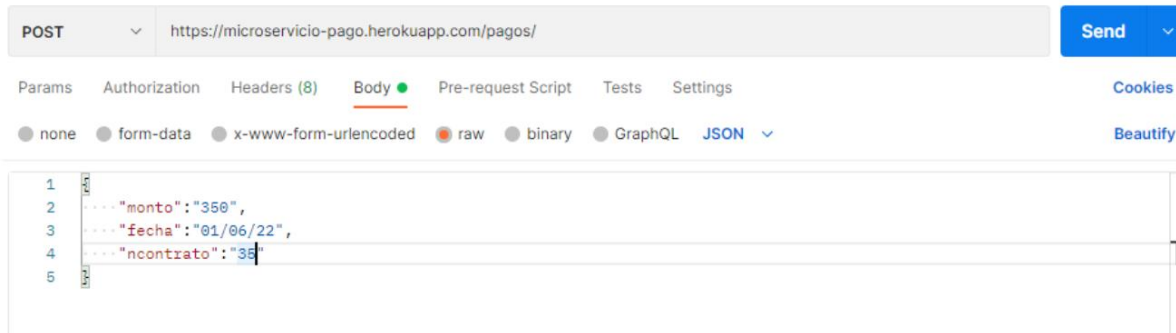 POST https://microservicio-pago.herokuapp.com/pagos/ Send
Params Authorization Headers (8) Body Pre-request Script Tests Settings Cookies
none form-data x-www-form-urlencoded raw binary GraphQL JSON Beautify
1 {
2 "monto":"350",
3 "fecha":"01/06/22",
4 "ncontrato":"35"
5 }